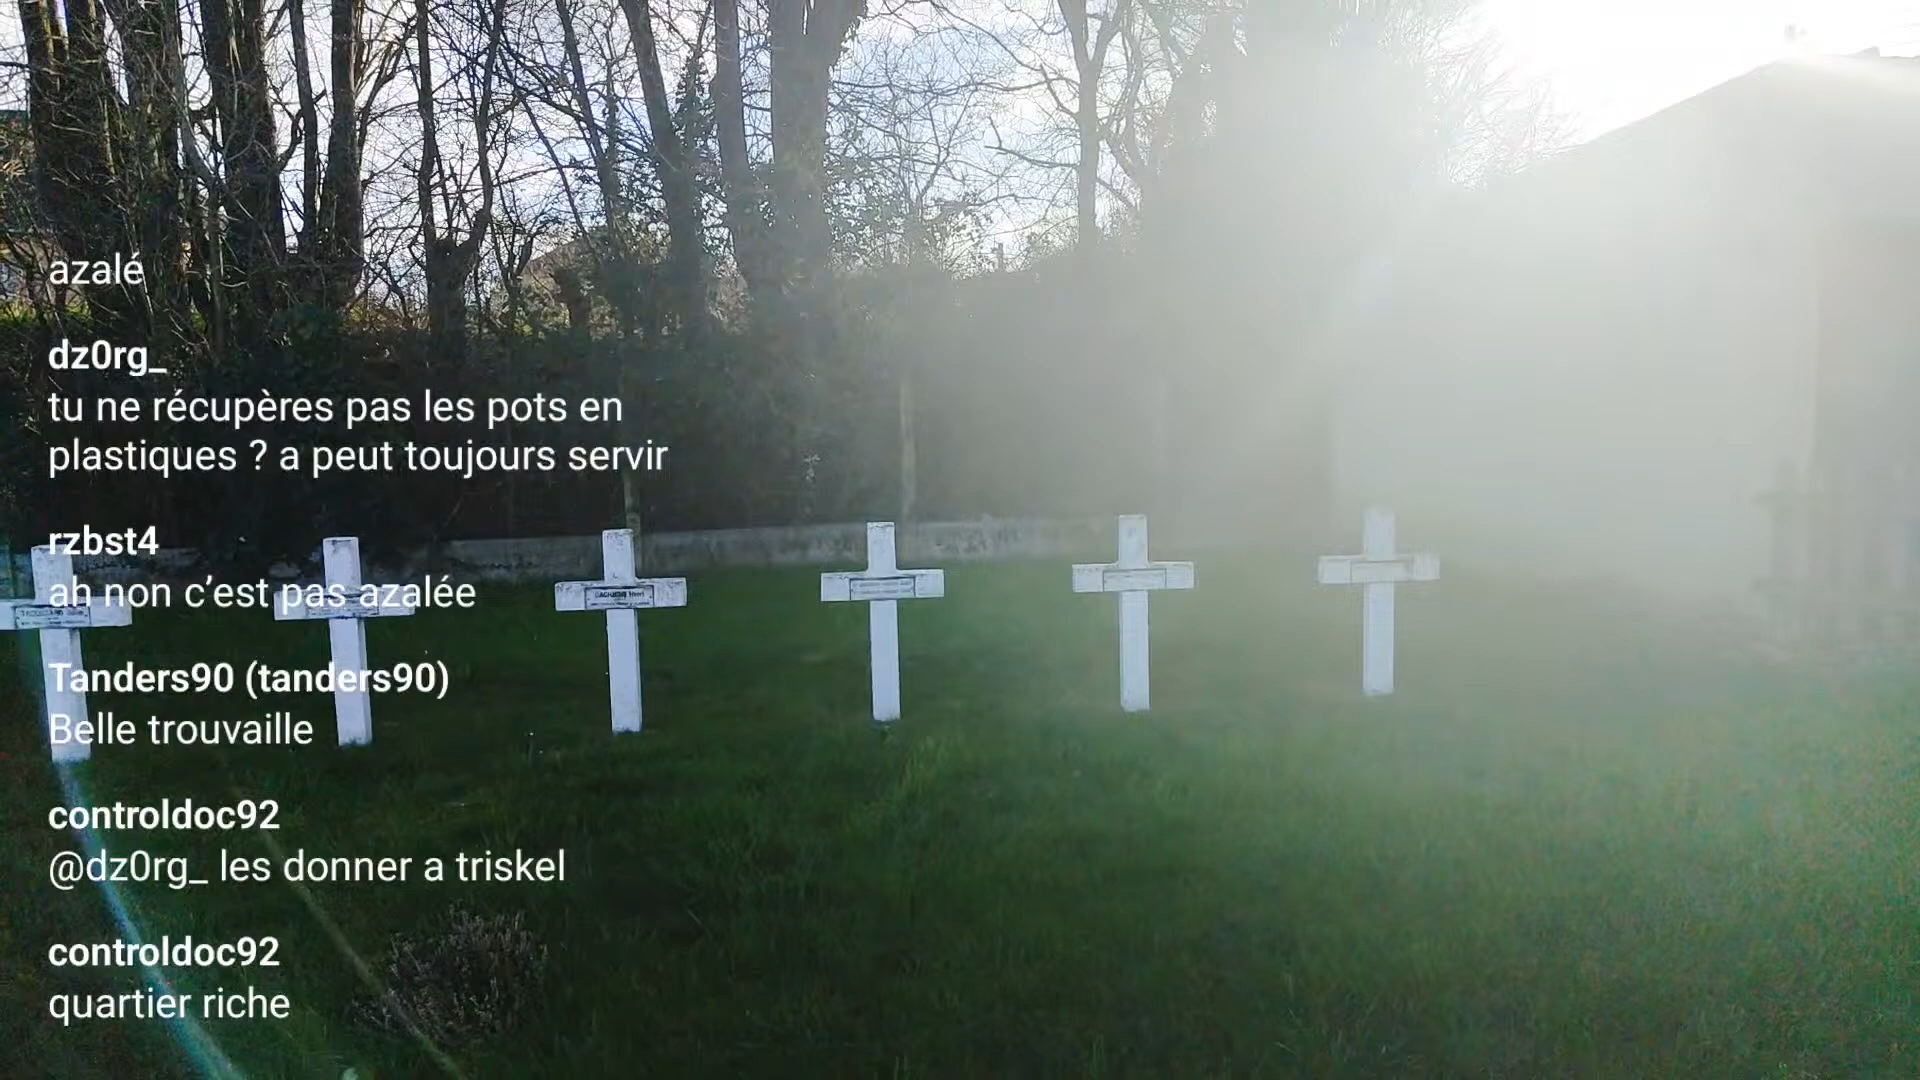 azalé
dz0rg_
tu ne récupères pas les pots en
plastiques ? a peut toujours servir
rzbst4
ah non c’est pas azalée
Tanders90 (tanders90)
Belle trouvaille
controldoc92
@dz0rg_ les donner a triskel
controldoc92
quartier riche